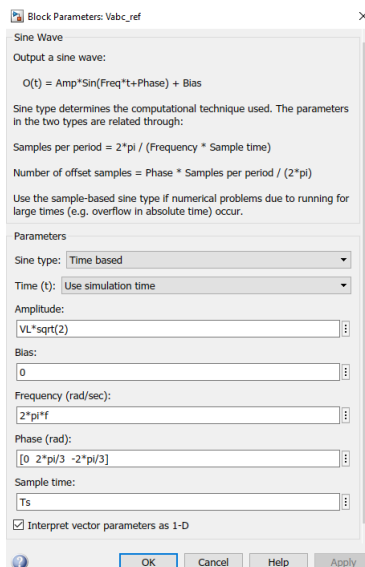 Block Parameters: Vabc_ref
Sine Wave
Output a sine wave:
O(t) = Amp*Sin(Freq*t+Phase) + Bias
Sine type determines the computational technique used. The parameters
in the two types are related through:
Samples per period = 2*pi / (Frequency * Sample time)
Number of offset samples = Phase * Samples per period / (2*pi)
Use the sample-based sine type if numerical problems due to running for
large times (e.g. overflow in absolute time) occur.
Parameters
Sine type: Time based
Time (t): Use simulation time
Amplitude:
VL*sqrt(2)
Bias:
0
Frequency (rad/sec):
2*pi*f
Phase (rad):
[0 2*pi/3 -2*pi/3]
Sample time:
Ts
Interpret vector parameters as 1-D
OK Cancel Help Apply